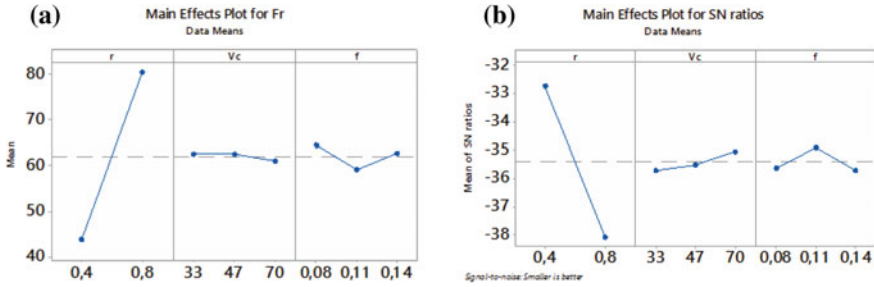 (a)
Main Effects Plot for Fr
Data Means
r Vc f
80
70
60
50
40
Mean
0,4 0,8 33 47 70 0,08 0,11 0,14
(b)
Main Effects Plot for SN ratios
Data Means
r Vc f
-32
-33
-34
-35
-36
-37
-38
Mean of SN ratios
0,4 0,8 33 47 70 0,08 0,11 0,14
Signal-to-noise: Smaller is better